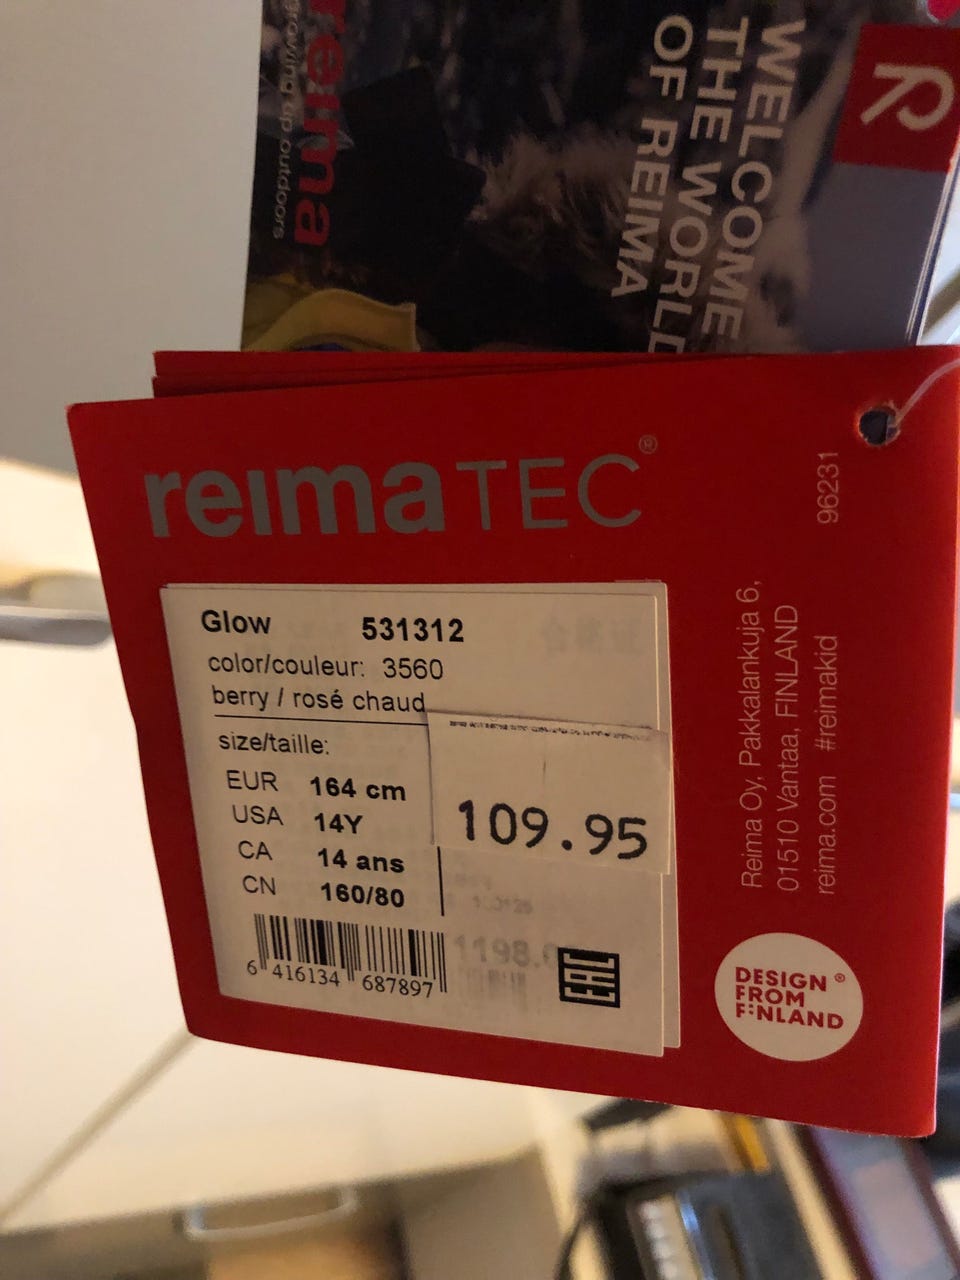 reima
growing up outdoors
WELCOME
THE WORLD
OF REIMA
R
reimaTEC®
96231
Glow 531312
color/couleur: 3560
berry / rosé chaud
size/taille:
EUR 164 cm
USA 14Y
CA 14 ans
CN 160/80
109.95
6 416134 687897
EAC
Reima Oy, Pakkalankuja 6,
01510 Vantaa, FINLAND
reima.com #reimakid
DESIGN ®
FROM
F:NLAND